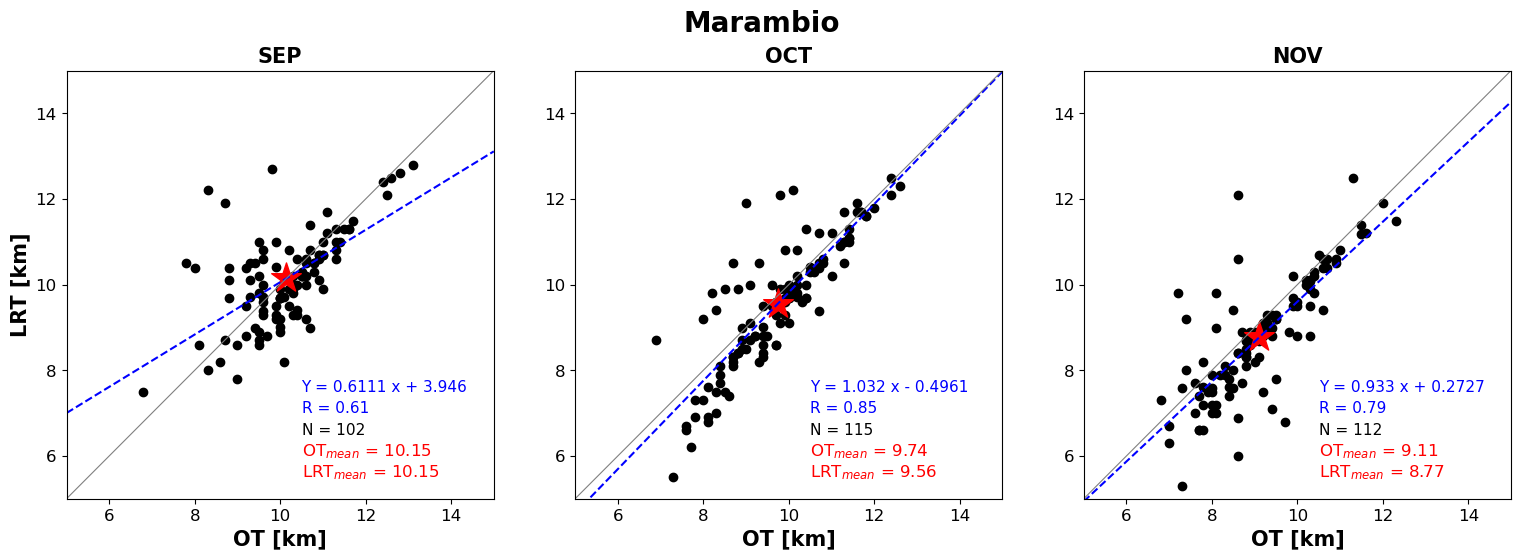 Marambio
SEP
OCT
NOV
14
12
10
8
6
LRT [km]
Y = 0.6111 x + 3.946
R = 0.61
N = 102
OTmean = 10.15
LRTmean = 10.15
6 8 10 12 14
OT [km]
14
12
10
8
6
Y = 1.032 x - 0.4961
R = 0.85
N = 115
OTmean = 9.74
LRTmean = 9.56
6 8 10 12 14
OT [km]
14
12
10
8
6
Y = 0.933 x + 0.2727
R = 0.79
N = 112
OTmean = 9.11
LRTmean = 8.77
6 8 10 12 14
OT [km]